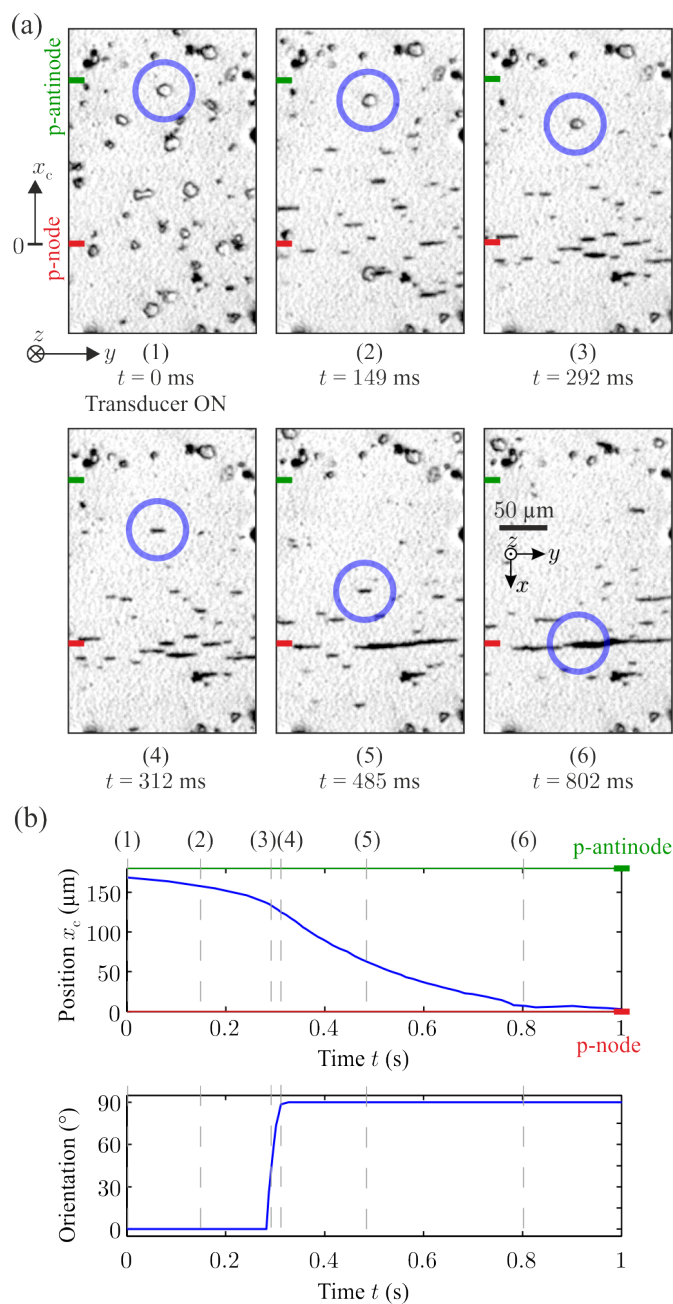 (a)
p-antinode
x_c
0
p-node
z
y
(1)
t = 0 ms
Transducer ON
(2)
t = 149 ms
(3)
t = 292 ms
(4)
t = 312 ms
(5)
t = 485 ms
50 µm
z
y
x
(6)
t = 802 ms
(b)
(1) (2) (3) (4) (5) (6)
p-antinode
Position x_c (µm)
150
100
50
0
0 0.2 0.4 0.6 0.8 1
Time t (s)
p-node
Orientation (°)
90
60
30
0
0 0.2 0.4 0.6 0.8 1
Time t (s)